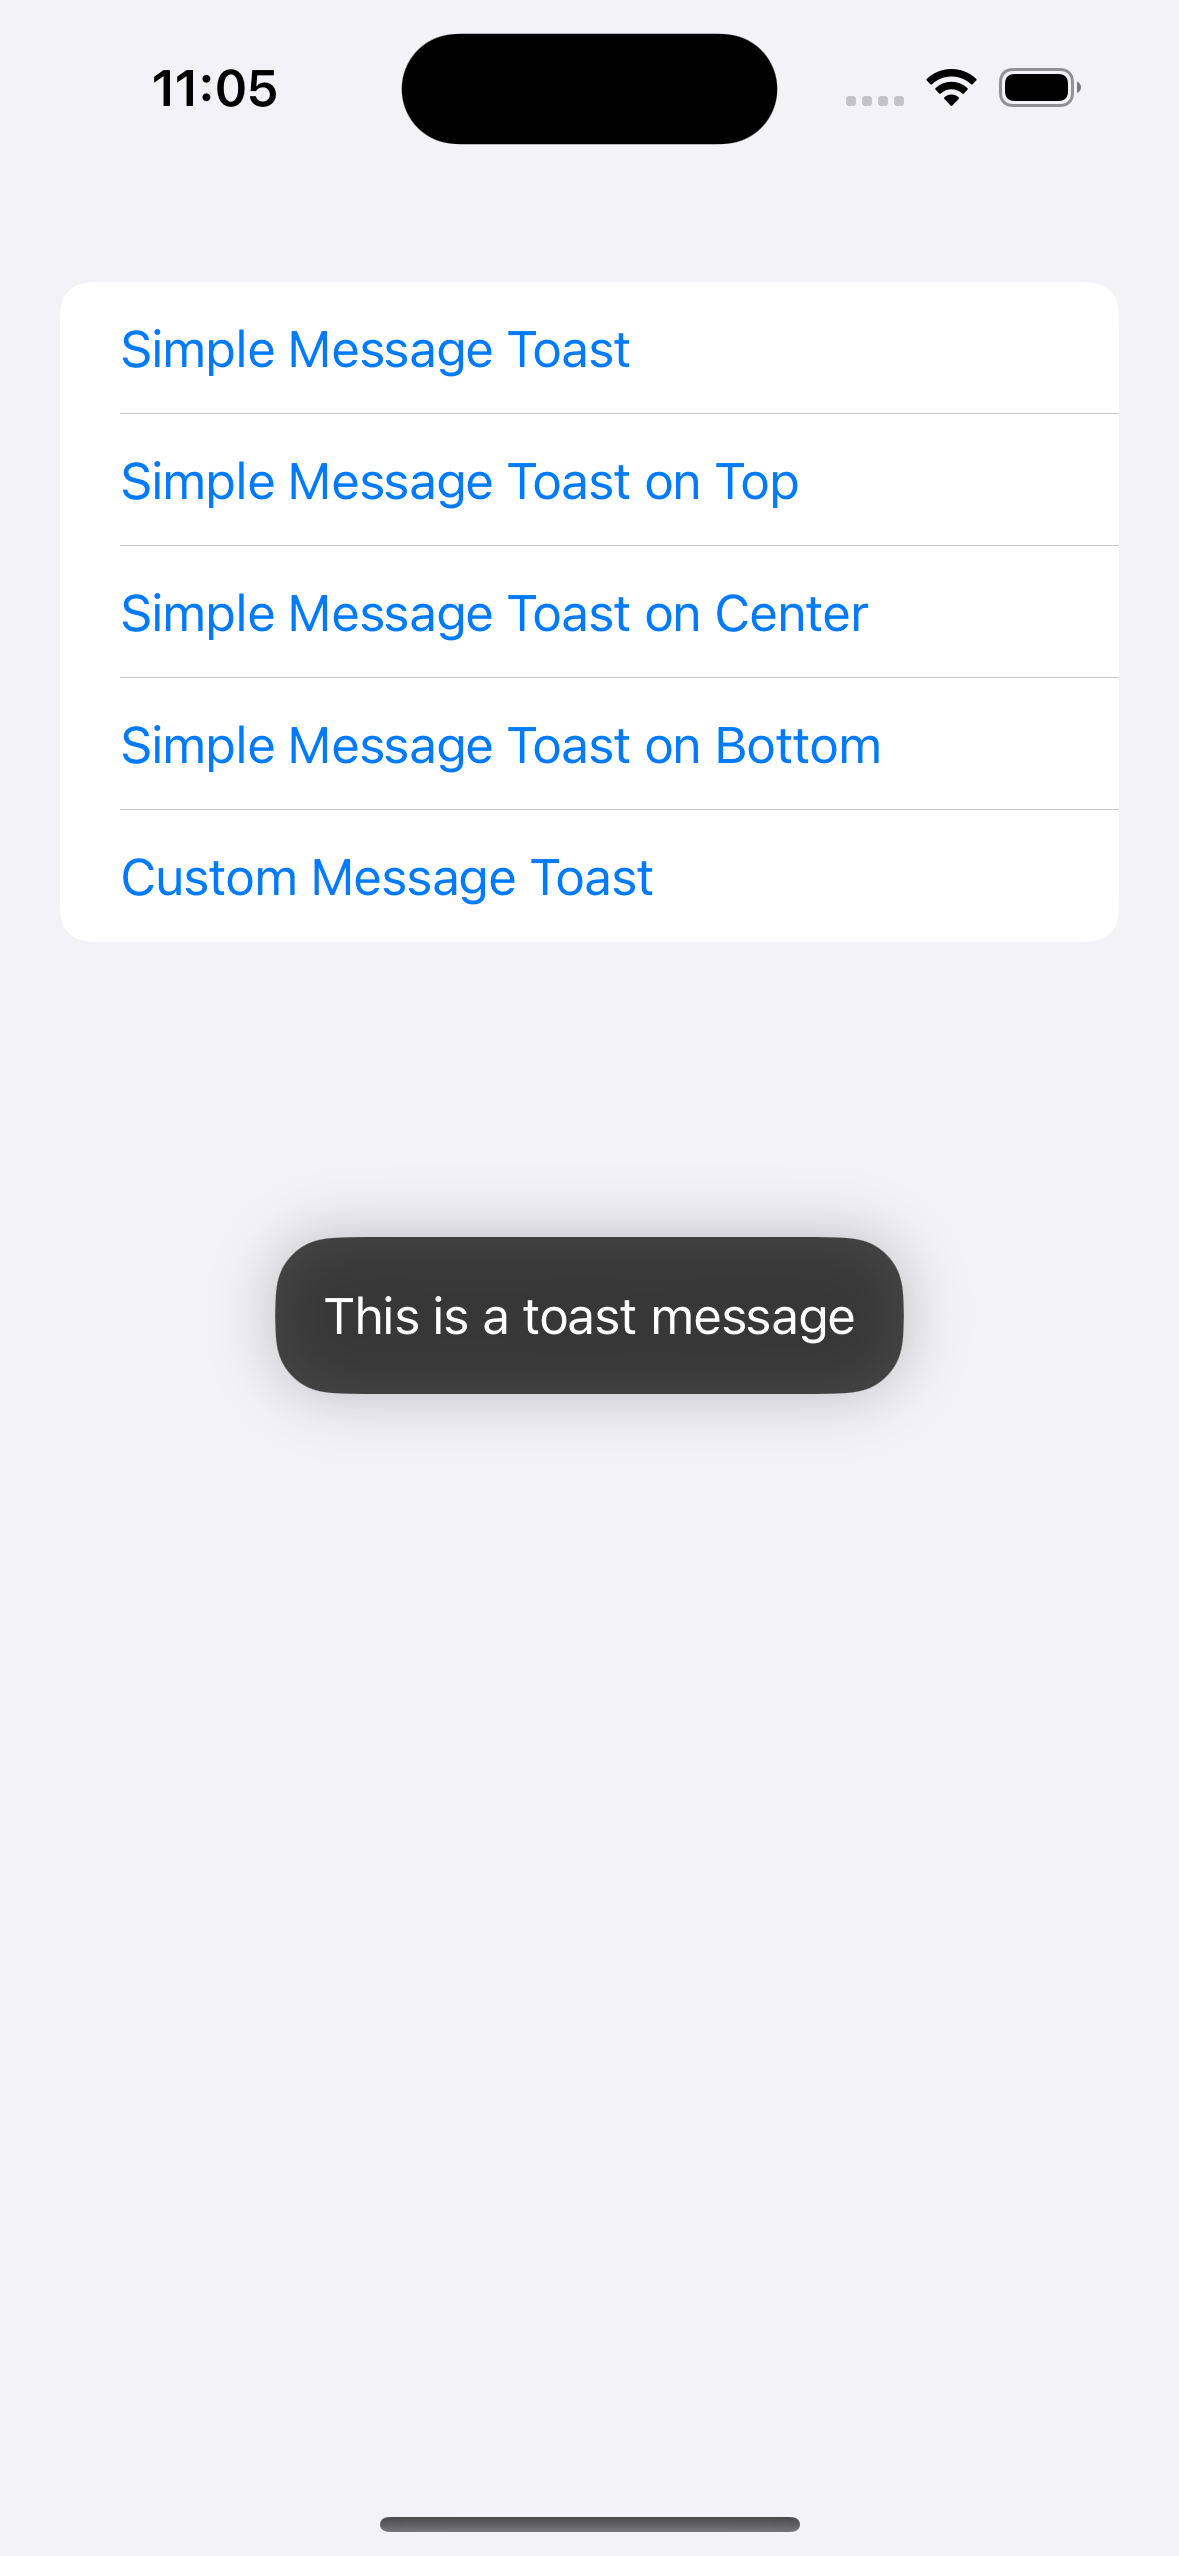 11:05
Simple Message Toast
Simple Message Toast on Top
Simple Message Toast on Center
Simple Message Toast on Bottom
Custom Message Toast
This is a toast message